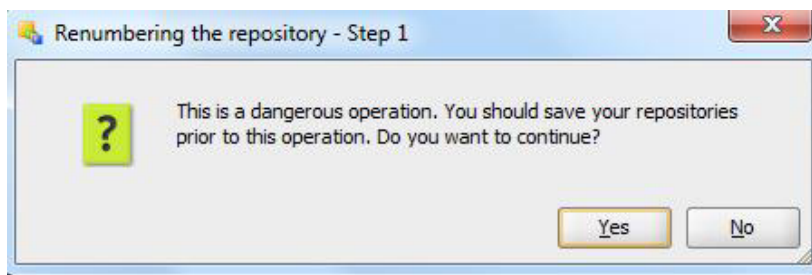 Renumbering the repository - Step 1
This is a dangerous operation. You should save your repositories
prior to this operation. Do you want to continue?
Yes
No